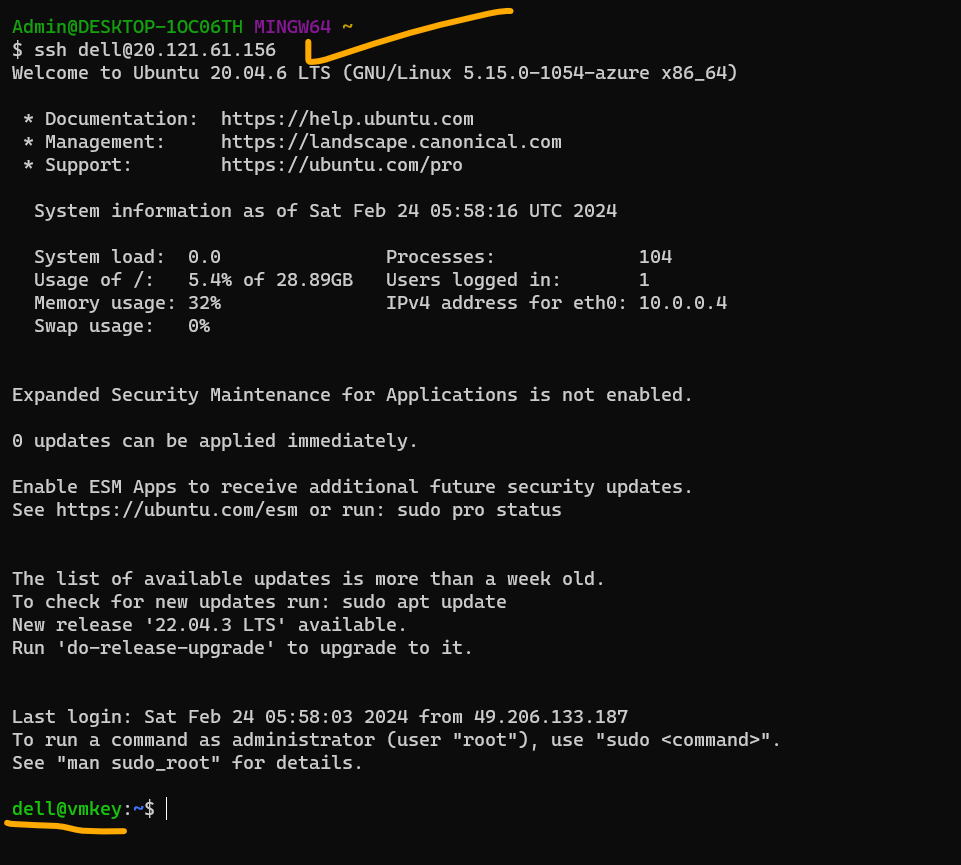 Admin@DESKTOP-1OC06TH MINGW64 ~
$ ssh dell@20.121.61.156
Welcome to Ubuntu 20.04.6 LTS (GNU/Linux 5.15.0-1054-azure x86_64)
* Documentation:  https://help.ubuntu.com
* Management:     https://landscape.canonical.com
* Support:        https://ubuntu.com/pro
System information as of Sat Feb 24 05:58:16 UTC 2024
System load:  0.0               Processes:             104
Usage of /:   5.4% of 28.89GB   Users logged in:       1
Memory usage: 32%               IPv4 address for eth0: 10.0.0.4
Swap usage:   0%
Expanded Security Maintenance for Applications is not enabled.
0 updates can be applied immediately.
Enable ESM Apps to receive additional future security updates.
See https://ubuntu.com/esm or run: sudo pro status
The list of available updates is more than a week old.
To check for new updates run: sudo apt update
New release '22.04.3 LTS' available.
Run 'do-release-upgrade' to upgrade to it.
Last login: Sat Feb 24 05:58:03 2024 from 49.206.133.187
To run a command as administrator (user "root"), use "sudo <command>".
See "man sudo_root" for details.
dell@vmkey:~$